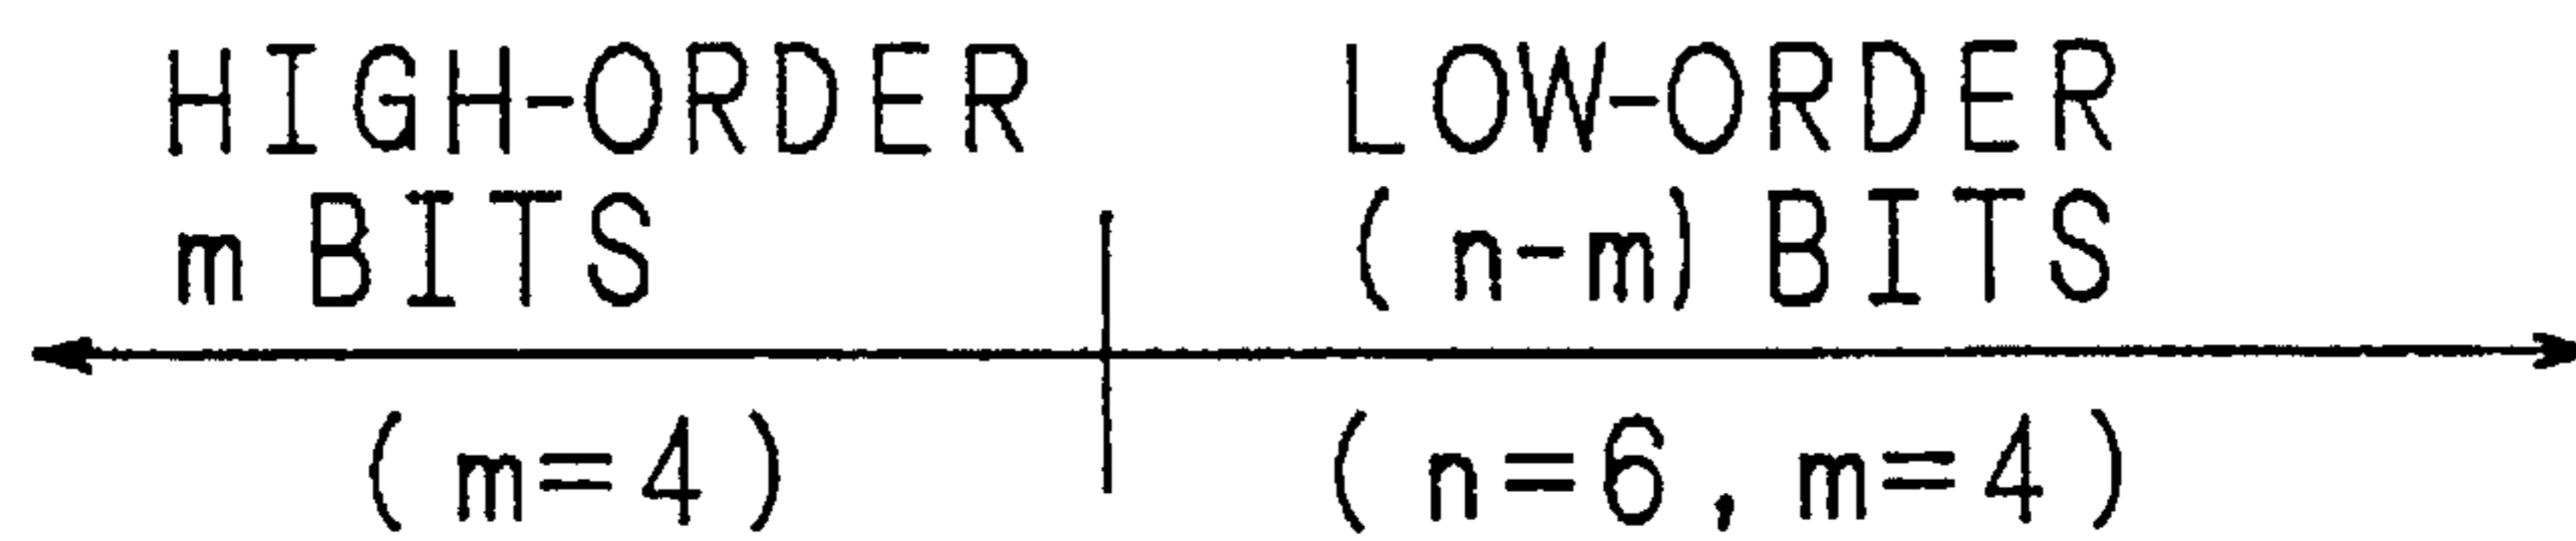 HIGH-ORDER
m BITS
(m=4)
LOW-ORDER
(n-m) BITS
(n=6, m=4)